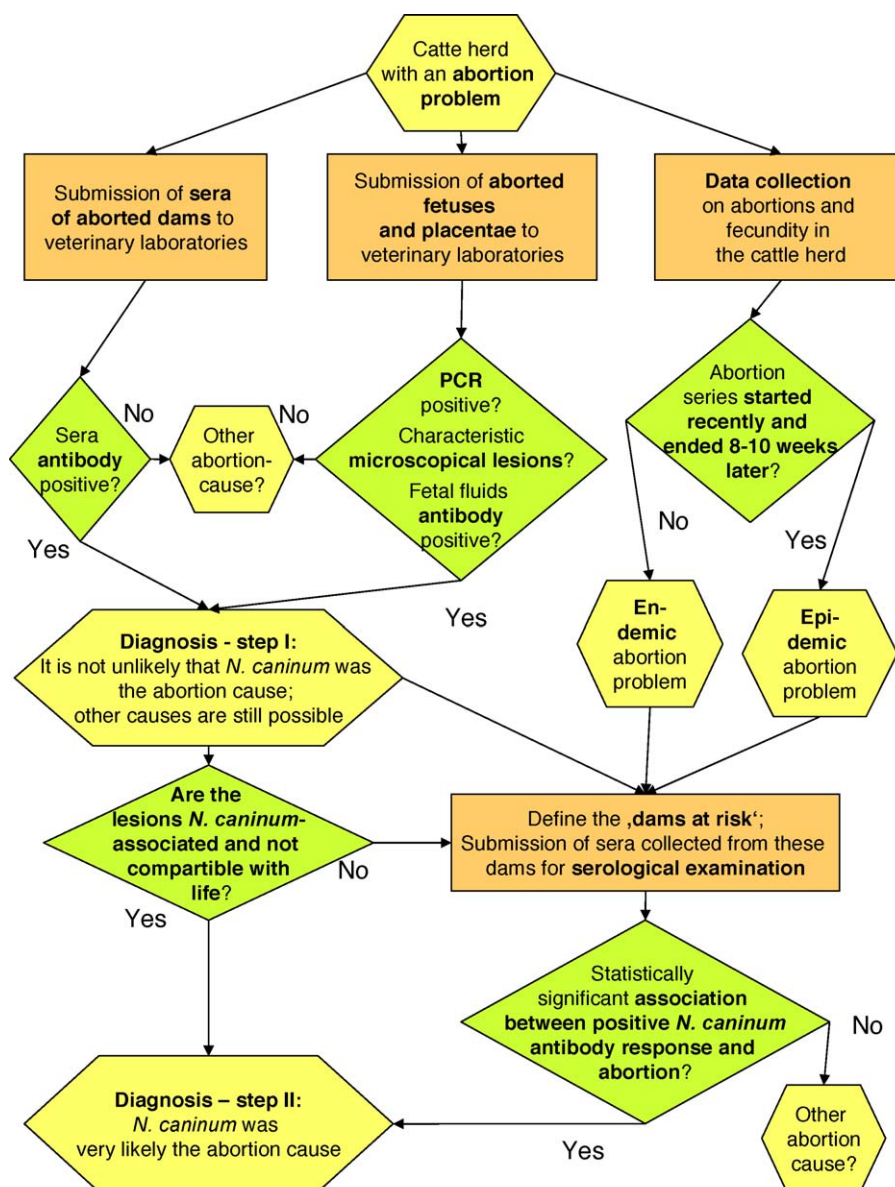 Catte herd
with an abortion
problem
Submission of sera
of aborted dams to
veterinary laboratories
Submission of aborted
fetuses
and placentae to
veterinary laboratories
Data collection
on abortions and
fecundity in
the cattle herd
Sera
antibody
positive?
No
Other
abortion-
cause?
No
PCR
positive?
Characteristic
microscopical lesions?
Fetal fluids
antibody
positive?
Abortion
series started
recently and
ended 8-10 weeks
later?
Yes
Yes
No
Yes
Diagnosis - step I:
It is not unlikely that N. caninum was
the abortion cause;
other causes are still possible
En-
demic
abortion
problem
Epi-
demic
abortion
problem
Are the
lesions N. caninum-
associated and not
compartible with
life?
No
Yes
Define the ‚dams at risk‘;
Submission of sera collected from these
dams for serological examination
Statistically
significant association
between positive N. caninum
antibody response and
abortion?
No
Yes
Diagnosis – step II:
N. caninum was
very likely the abortion cause
Other
abortion
cause?